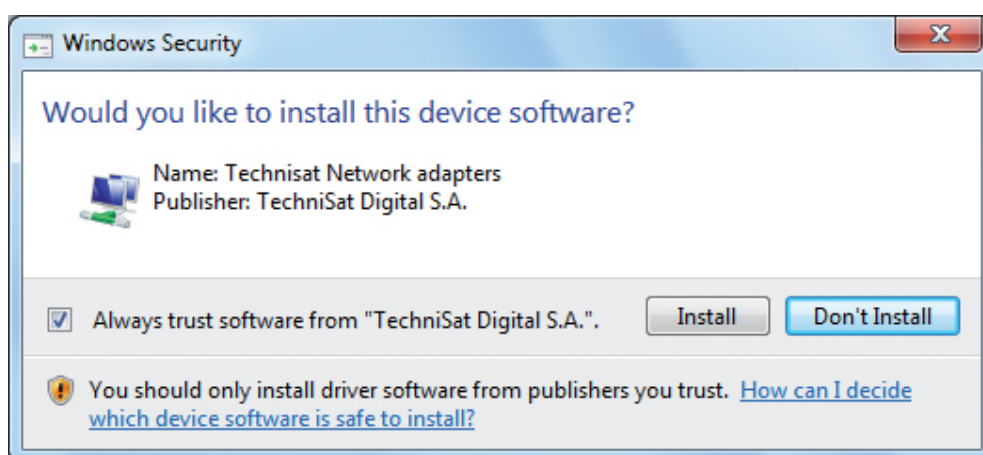 Windows Security
Would you like to install this device software?
Name: Technisat Network adapters
Publisher: TechniSat Digital S.A.
Always trust software from "TechniSat Digital S.A.".
Install
Don't Install
You should only install driver software from publishers you trust. How can I decide
which device software is safe to install?